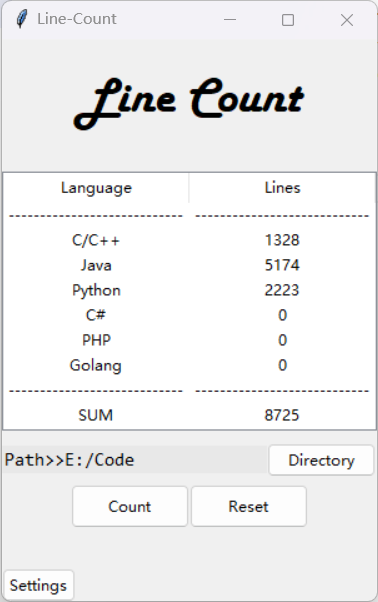 Line-Count
Line Count
Language Lines
---------------------------- ----------------------------
C/C++ 1328
Java 5174
Python 2223
C# 0
PHP 0
Golang 0
---------------------------- ----------------------------
SUM 8725
Path>>E:/Code Directory
Count Reset
Settings